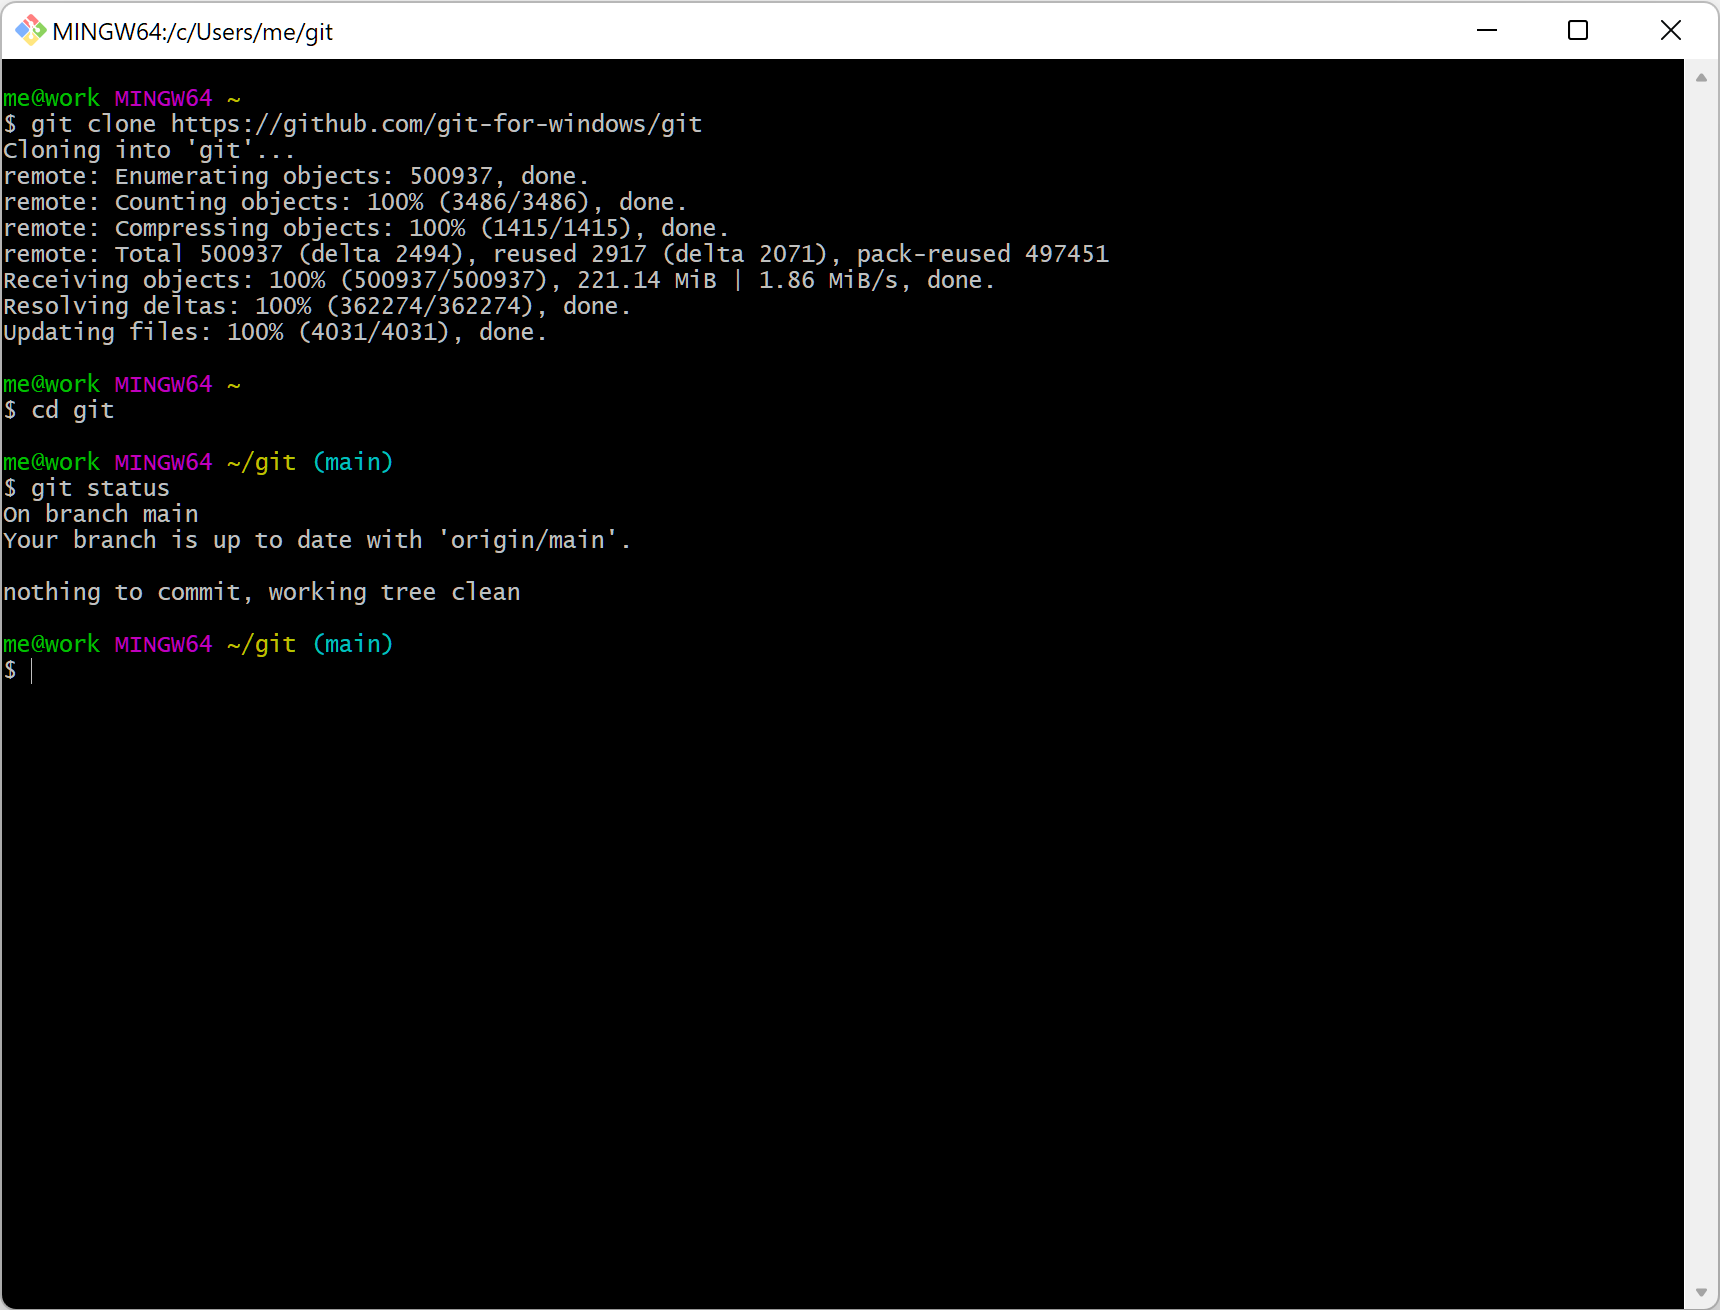 MINGW64:/c/Users/me/git
me@work MINGW64 ~
$ git clone https://github.com/git-for-windows/git
Cloning into 'git'...
remote: Enumerating objects: 500937, done.
remote: Counting objects: 100% (3486/3486), done.
remote: Compressing objects: 100% (1415/1415), done.
remote: Total 500937 (delta 2494), reused 2917 (delta 2071), pack-reused 497451
Receiving objects: 100% (500937/500937), 221.14 MiB | 1.86 MiB/s, done.
Resolving deltas: 100% (362274/362274), done.
Updating files: 100% (4031/4031), done.
me@work MINGW64 ~
$ cd git
me@work MINGW64 ~/git (main)
$ git status
On branch main
Your branch is up to date with 'origin/main'.
nothing to commit, working tree clean
me@work MINGW64 ~/git (main)
$